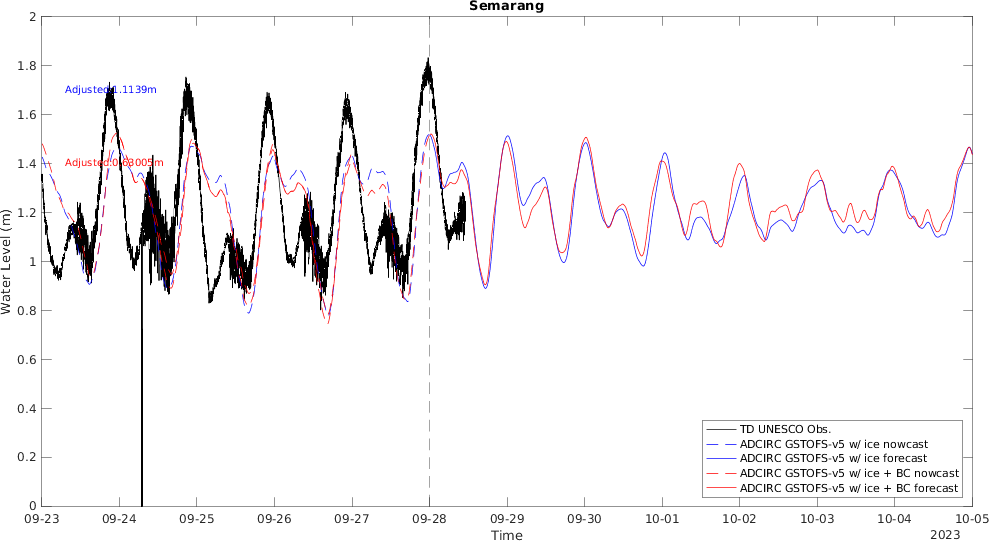 Semarang
Water Level (m)
2
1.8
1.6
1.4
1.2
1
0.8
0.6
0.4
0.2
0
Adjusted:1.1139m
Adjusted:0.63005m
TD UNESCO Obs.
ADCIRC GSTOFS-v5 w/ ice nowcast
ADCIRC GSTOFS-v5 w/ ice forecast
ADCIRC GSTOFS-v5 w/ ice + BC nowcast
ADCIRC GSTOFS-v5 w/ ice + BC forecast
09-23 09-24 09-25 09-26 09-27 09-28 09-29 09-30 10-01 10-02 10-03 10-04 10-05
Time
2023